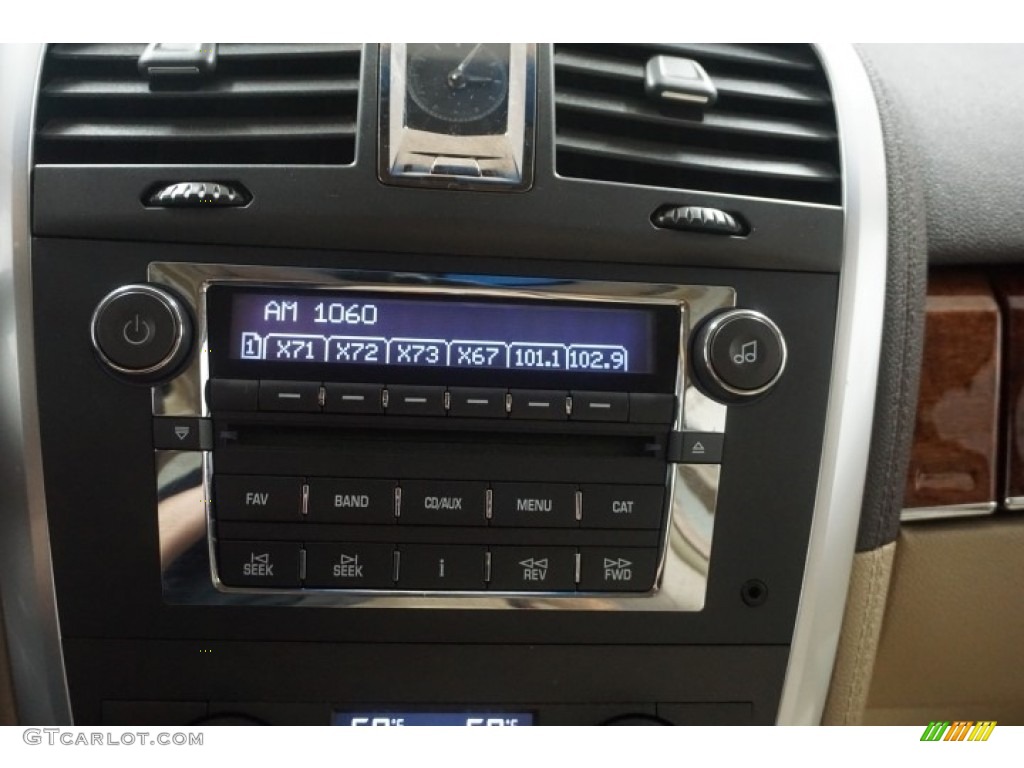 AM 1060
1 X71 X72 X73 X67 101.1 102.9
FAV BAND CD/AUX MENU CAT
SEEK SEEK i REV FWD
GTCARLOT.COM